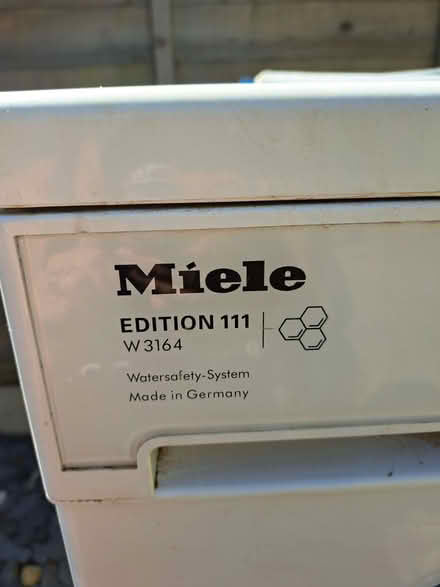 Miele
EDITION 111
W 3164
Watersafety-System
Made in Germany